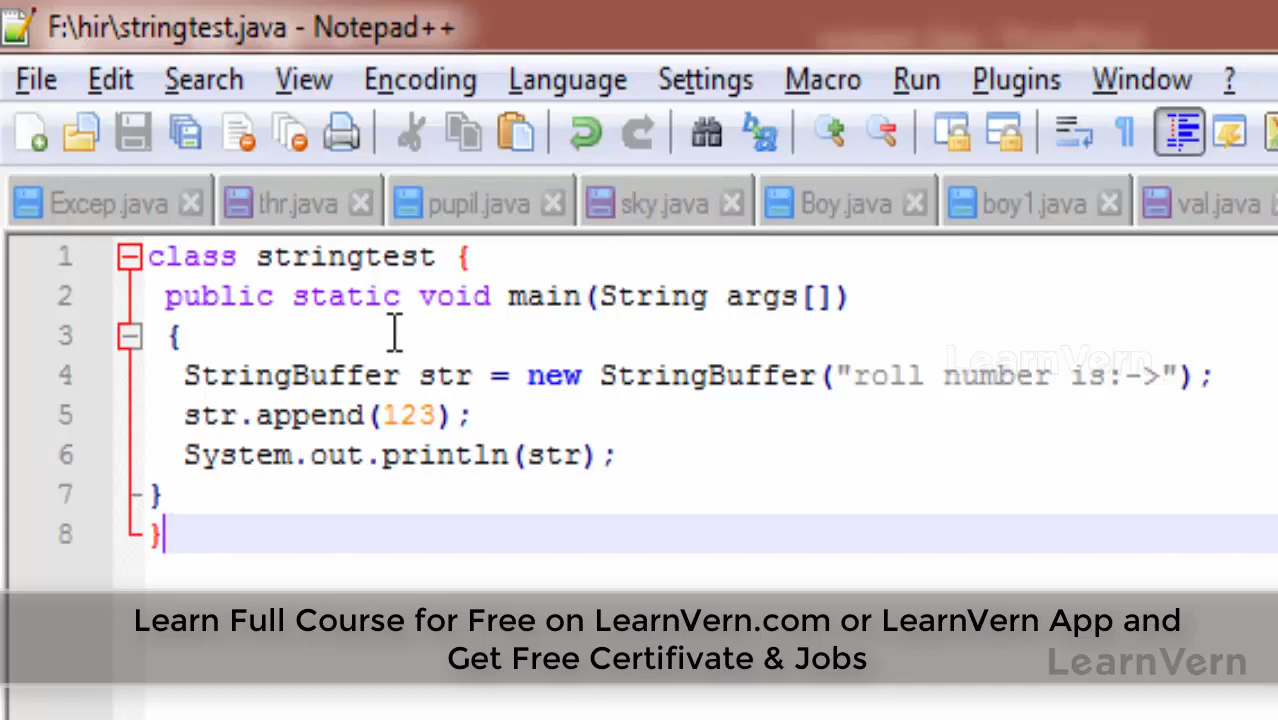 F:\hir\stringtest.java - Notepad++
File Edit Search View Encoding Language Settings Macro Run Plugins Window ?
Excep.java thr.java pupil.java sky.java Boy.java boy1.java val.java
1 class stringtest {
2 public static void main(String args[])
3 {
LearnVern
4 StringBuffer str = new StringBuffer("roll number is:->");
5 str.append(123);
6 System.out.println(str);
7 }
8 }
Learn Full Course for Free on LearnVern.com or LearnVern App and
Get Free Certifivate & Jobs
LearnVern